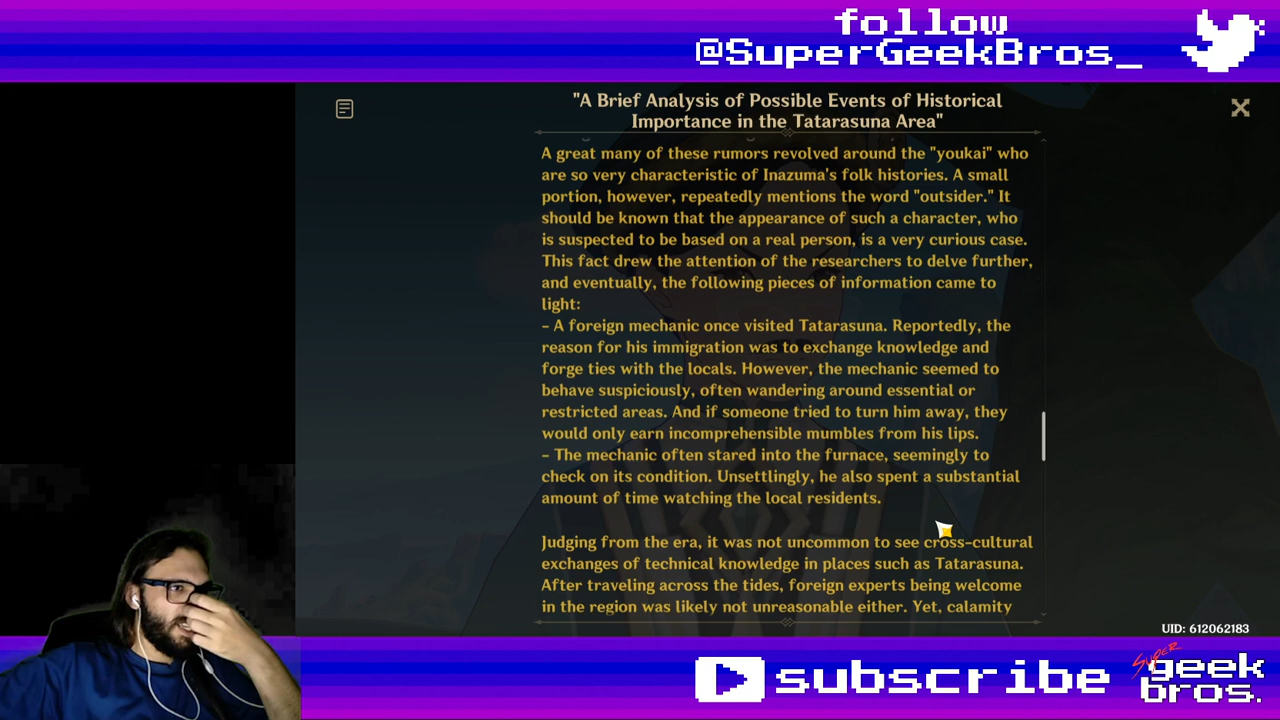 follow
@SuperGeekBros_
"A Brief Analysis of Possible Events of Historical
Importance in the Tatarasuna Area"
A great many of these rumors revolved around the "youkai" who
are so very characteristic of Inazuma's folk histories. A small
portion, however, repeatedly mentions the word "outsider." It
should be known that the appearance of such a character, who
is suspected to be based on a real person, is a very curious case.
This fact drew the attention of the researchers to delve further,
and eventually, the following pieces of information came to
light:
- A foreign mechanic once visited Tatarasuna. Reportedly, the
reason for his immigration was to exchange knowledge and
forge ties with the locals. However, the mechanic seemed to
behave suspiciously, often wandering around essential or
restricted areas. And if someone tried to turn him away, they
would only earn incomprehensible mumbles from his lips.
- The mechanic often stared into the furnace, seemingly to
check on its condition. Unsettlingly, he also spent a substantial
amount of time watching the local residents.
Judging from the era, it was not uncommon to see cross-cultural
exchanges of technical knowledge in places such as Tatarasuna.
After traveling across the tides, foreign experts being welcome
in the region was likely not unreasonable either. Yet, calamity
UID: 612062183
subscribe
SUPER
geek
bros.